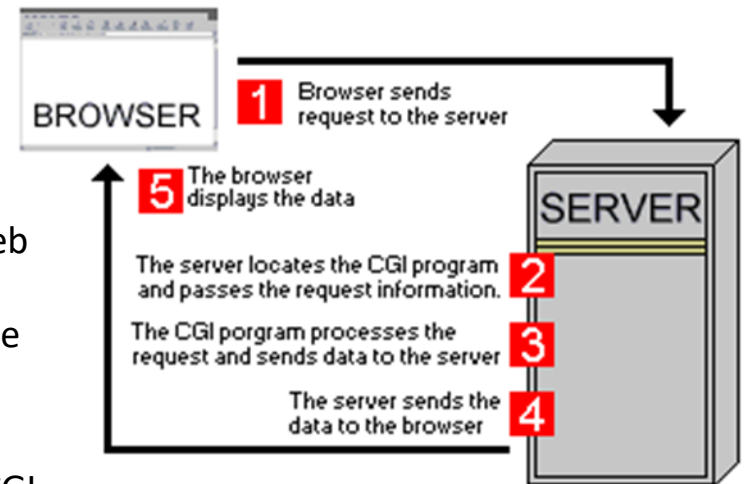 BROWSER
1 Browser sends
request to the server
5 The browser
displays the data
SERVER
eb
The server locates the CGI program
and passes the request information. 2
e
The CGI porgram processes the
request and sends data to the server 3
The server sends the
data to the browser 4